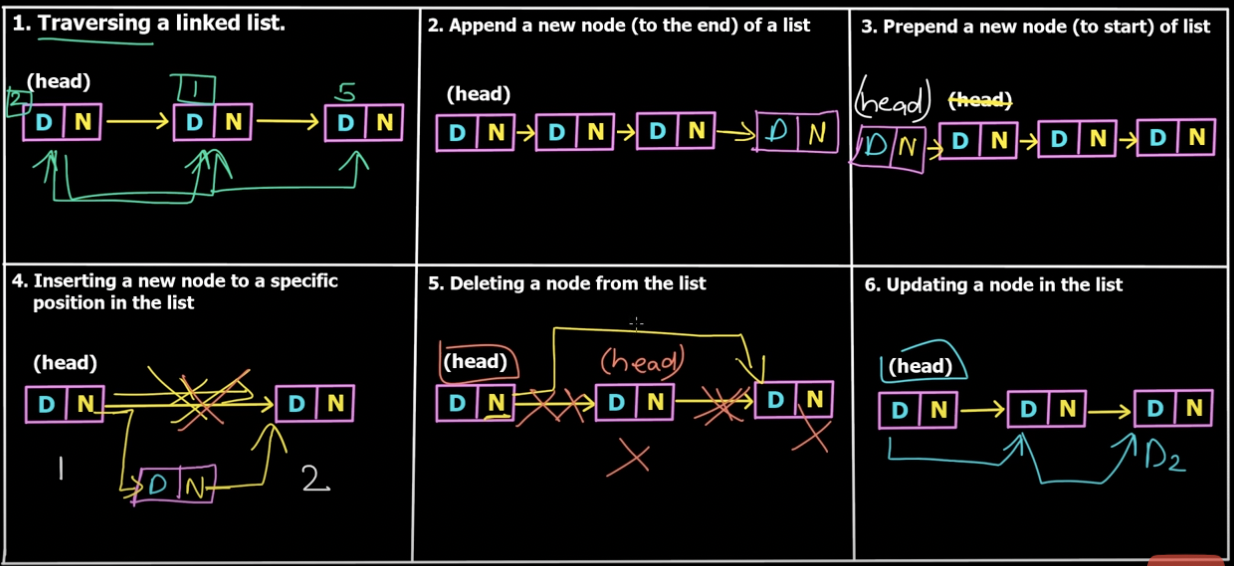 1. Traversing a linked list.
(head)
2 1 5
D N D N D N
2. Append a new node (to the end) of a list
(head)
D N D N D N D N
3. Prepend a new node (to start) of list
(head) (head)
D N D N D N D N
4. Inserting a new node to a specific
position in the list
(head)
D N D N
1 D N 2
5. Deleting a node from the list
(head) (head)
D N D N D N
6. Updating a node in the list
(head)
D N D N D N
D2